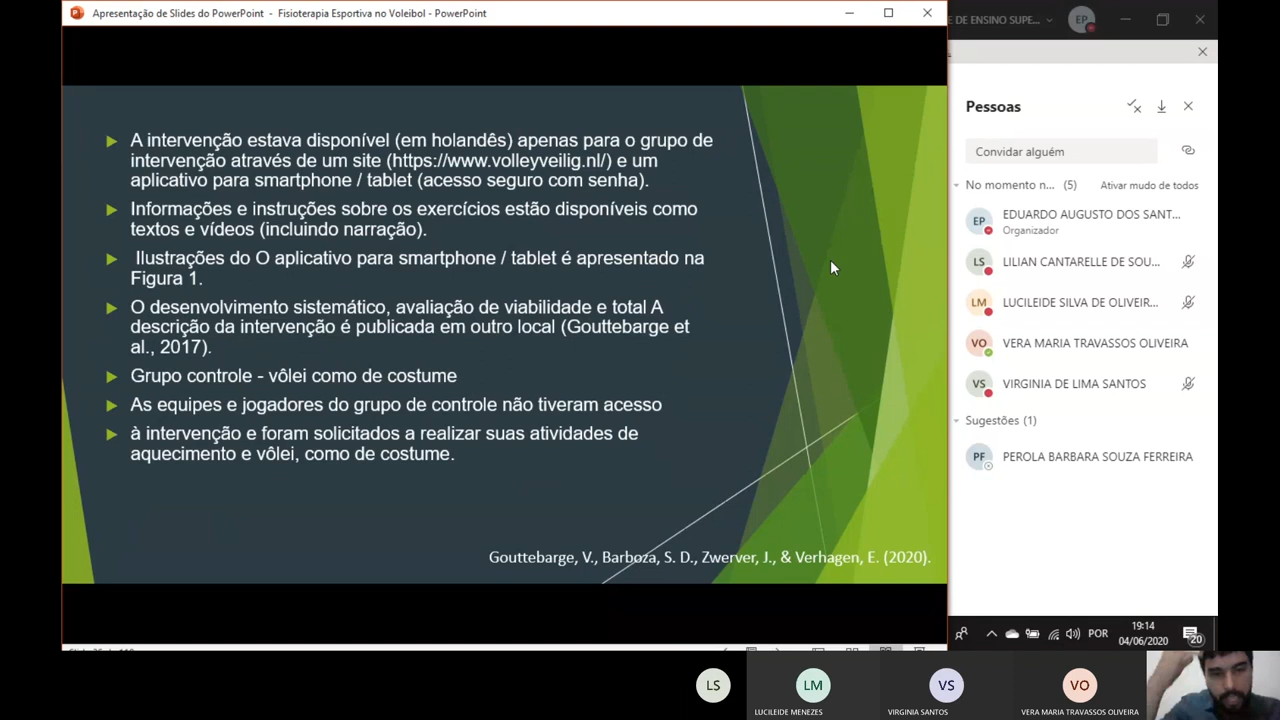 Apresentação de Slides do PowerPoint - Fisioterapia Esportiva no Voleibol - PowerPoint
E DE ENSINO SUPE...
EP
A intervenção estava disponível (em holandês) apenas para o grupo de
intervenção através de um site (https://www.volleyveilig.nl/) e um
aplicativo para smartphone / tablet (acesso seguro com senha).
Informações e instruções sobre os exercícios estão disponíveis como
textos e vídeos (incluindo narração).
Ilustrações do O aplicativo para smartphone / tablet é apresentado na
Figura 1.
O desenvolvimento sistemático, avaliação de viabilidade e total A
descrição da intervenção é publicada em outro local (Gouttebarge et
al., 2017).
Grupo controle - vôlei como de costume
As equipes e jogadores do grupo de controle não tiveram acesso
à intervenção e foram solicitados a realizar suas atividades de
aquecimento e vôlei, como de costume.
Gouttebarge, V., Barboza, S. D., Zwerver, J., & Verhagen, E. (2020).
Pessoas
Convidar alguém
No momento n... (5) Ativar mudo de todos
EP EDUARDO AUGUSTO DOS SANT...
Organizador
LS LILIAN CANTARELLE DE SOU...
LM LUCILEIDE SILVA DE OLIVEIR...
VO VERA MARIA TRAVASSOS OLIVEIRA
VS VIRGINIA DE LIMA SANTOS
Sugestões (1)
PF PEROLA BARBARA SOUZA FERREIRA
POR
19:14
04/06/2020
20
LS
LM
LUCILEIDE MENEZES
VS
VIRGINIA SANTOS
VO
VERA MARIA TRAVASSOS OLIVEIRA